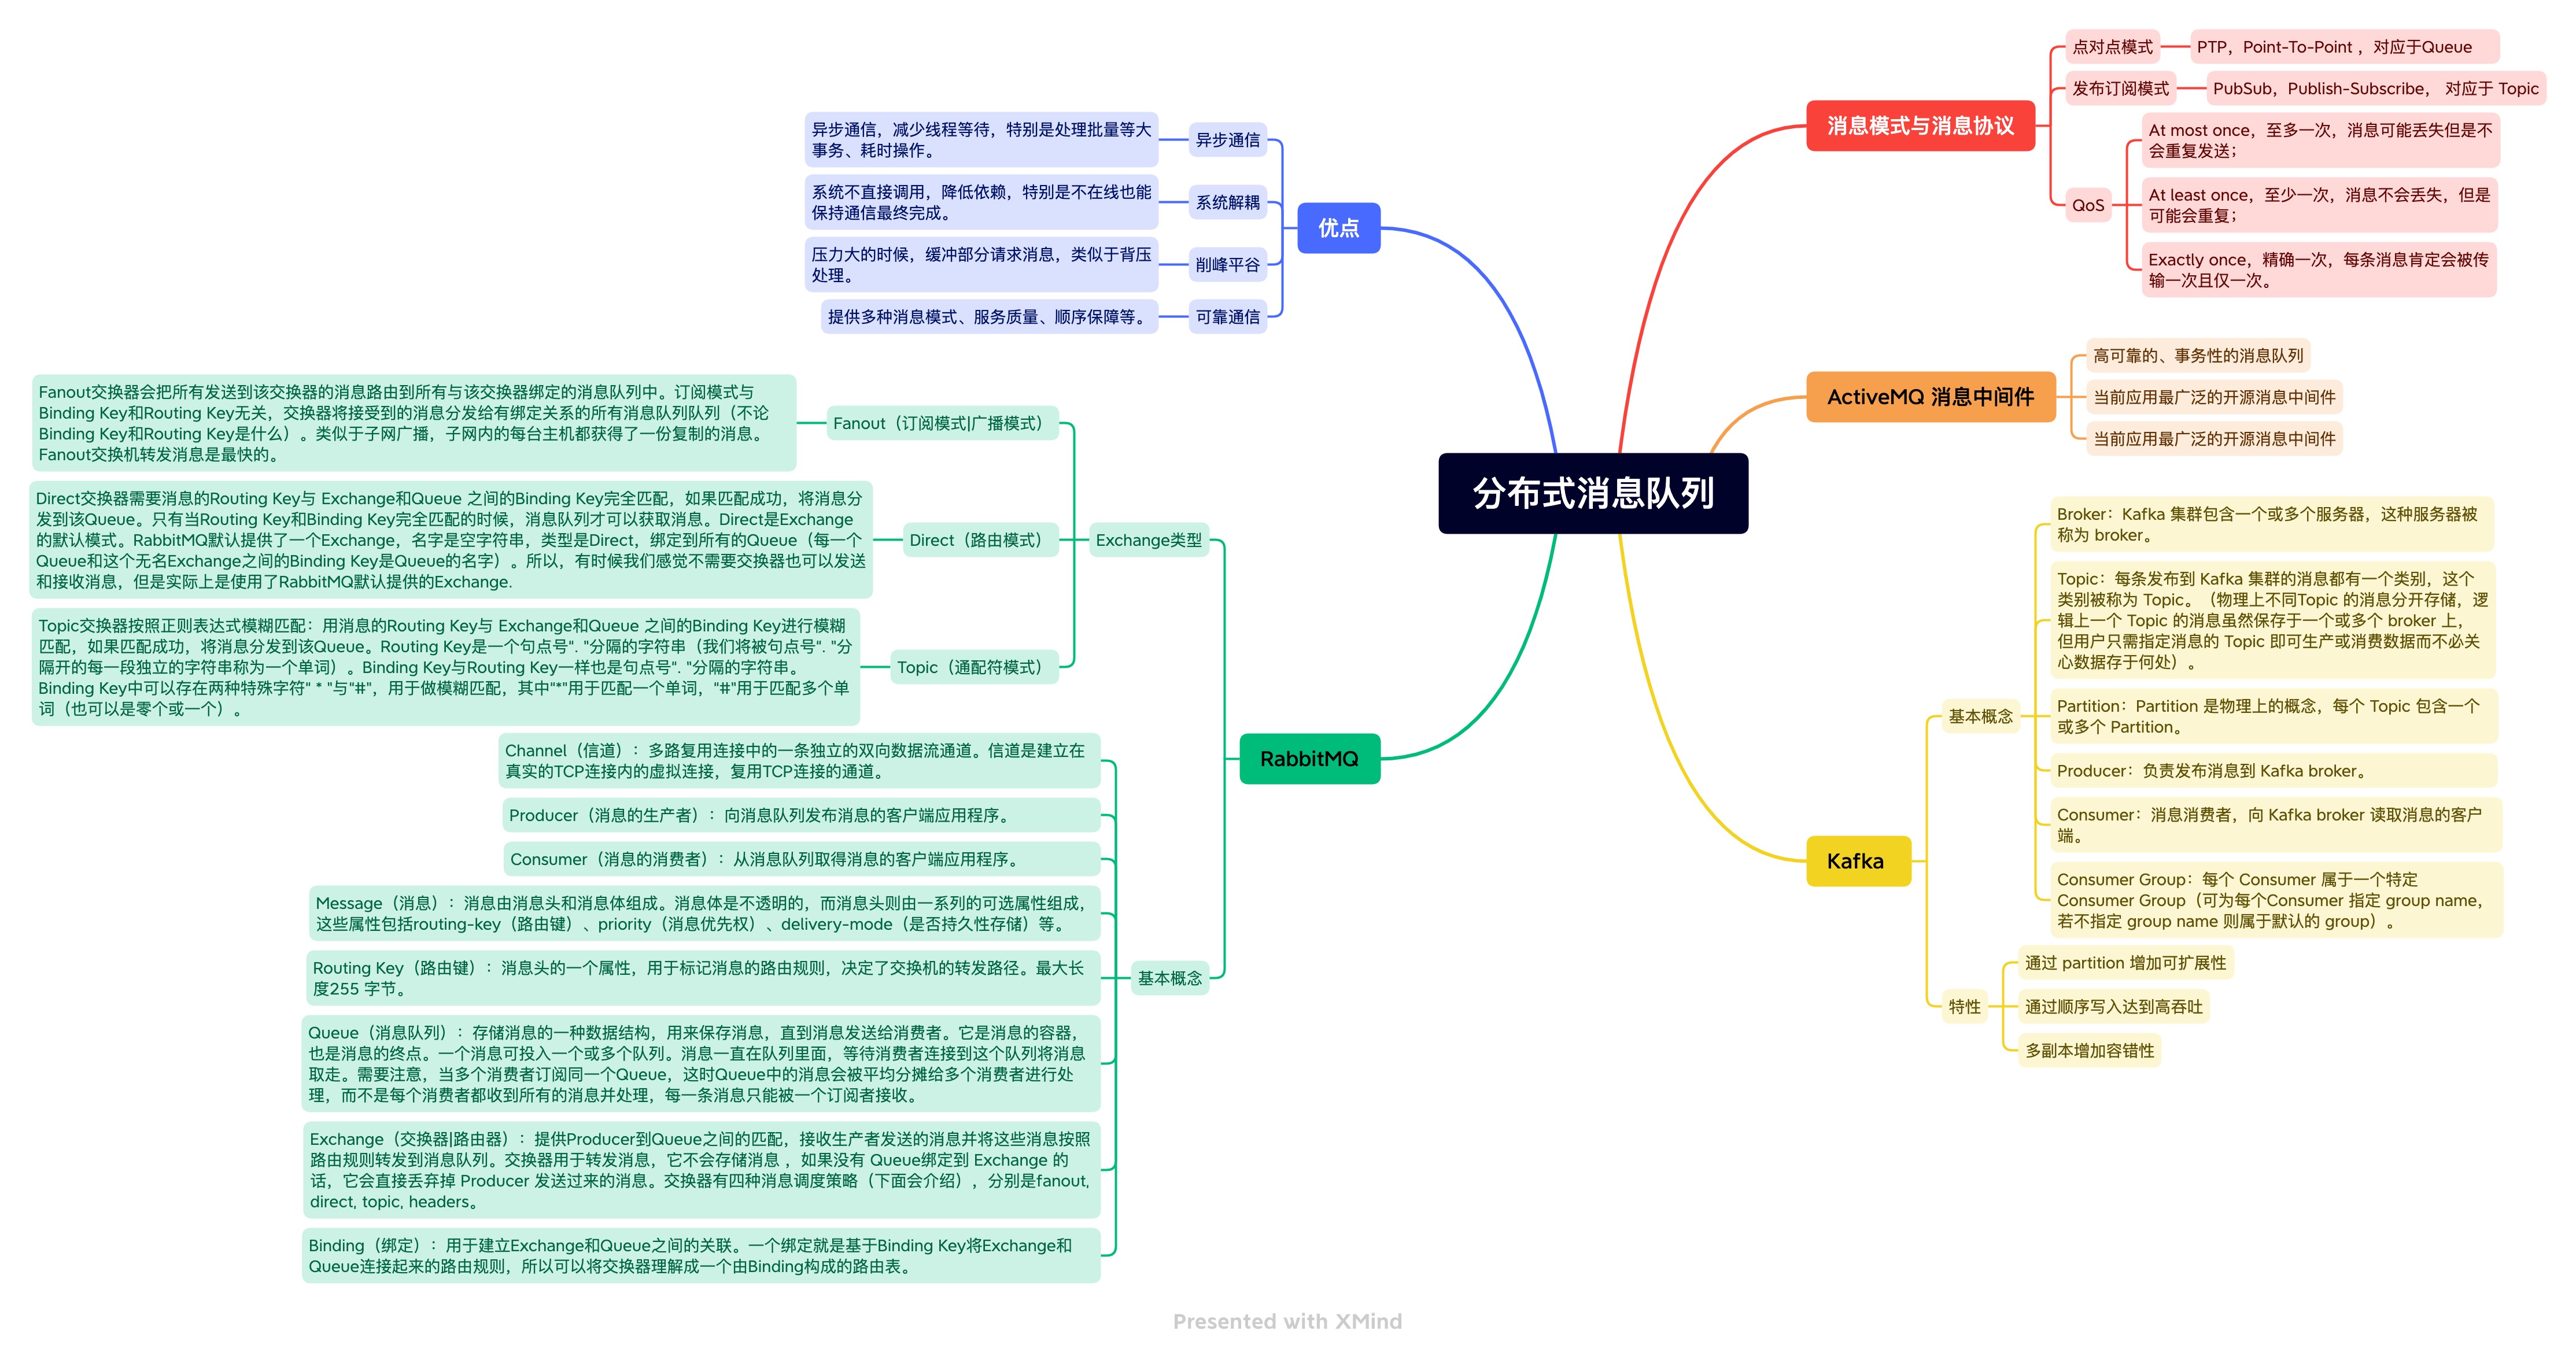 分布式消息队列
消息模式与消息协议
点对点模式
PTP，Point-To-Point ，对应于Queue
发布订阅模式
PubSub，Publish-Subscribe， 对应于 Topic
QoS
At most once，至多一次，消息可能丢失但是不
会重复发送；
At least once，至少一次，消息不会丢失，但是
可能会重复；
Exactly once，精确一次，每条消息肯定会被传
输一次且仅一次。
ActiveMQ 消息中间件
高可靠的、事务性的消息队列
当前应用最广泛的开源消息中间件
当前应用最广泛的开源消息中间件
Kafka
基本概念
Broker：Kafka 集群包含一个或多个服务器，这种服务器被
称为 broker。
Topic：每条发布到 Kafka 集群的消息都有一个类别，这个
类别被称为 Topic。（物理上不同Topic 的消息分开存储，逻
辑上一个 Topic 的消息虽然保存于一个或多个 broker 上，
但用户只需指定消息的 Topic 即可生产或消费数据而不必关
心数据存于何处）。
Partition：Partition 是物理上的概念，每个 Topic 包含一个
或多个 Partition。
Producer：负责发布消息到 Kafka broker。
Consumer：消息消费者，向 Kafka broker 读取消息的客户
端。
Consumer Group：每个 Consumer 属于一个特定
Consumer Group（可为每个Consumer 指定 group name，
若不指定 group name 则属于默认的 group）。
特性
通过 partition 增加可扩展性
通过顺序写入达到高吞吐
多副本增加容错性
优点
异步通信
异步通信，减少线程等待，特别是处理批量等大
事务、耗时操作。
系统解耦
系统不直接调用，降低依赖，特别是不在线也能
保持通信最终完成。
削峰平谷
压力大的时候，缓冲部分请求消息，类似于背压
处理。
可靠通信
提供多种消息模式、服务质量、顺序保障等。
RabbitMQ
Exchange类型
Fanout（订阅模式|广播模式）
Fanout交换器会把所有发送到该交换器的消息路由到所有与该交换器绑定的消息队列中。订阅模式与
Binding Key和Routing Key无关，交换器将接受到的消息分发给有绑定关系的所有消息队列队列（不论
Binding Key和Routing Key是什么）。类似于子网广播，子网内的每台主机都获得了一份复制的消息。
Fanout交换机转发消息是最快的。
Direct（路由模式）
Direct交换器需要消息的Routing Key与 Exchange和Queue 之间的Binding Key完全匹配，如果匹配成功，将消息分
发到该Queue。只有当Routing Key和Binding Key完全匹配的时候，消息队列才可以获取消息。Direct是Exchange
的默认模式。RabbitMQ默认提供了一个Exchange，名字是空字符串，类型是Direct，绑定到所有的Queue（每一个
Queue和这个无名Exchange之间的Binding Key是Queue的名字）。所以，有时候我们感觉不需要交换器也可以发送
和接收消息，但是实际上是使用了RabbitMQ默认提供的Exchange.
Topic（通配符模式）
Topic交换器按照正则表达式模糊匹配：用消息的Routing Key与 Exchange和Queue 之间的Binding Key进行模糊
匹配，如果匹配成功，将消息分发到该Queue。Routing Key是一个句点号". "分隔的字符串（我们将被句点号". "分
隔开的每一段独立的字符串称为一个单词）。Binding Key与Routing Key一样也是句点号". "分隔的字符串。
Binding Key中可以存在两种特殊字符" * "与"#"，用于做模糊匹配，其中"*"用于匹配一个单词，"#"用于匹配多个单
词（也可以是零个或一个）。
基本概念
Channel（信道）：多路复用连接中的一条独立的双向数据流通道。信道是建立在
真实的TCP连接内的虚拟连接，复用TCP连接的通道。
Producer（消息的生产者）：向消息队列发布消息的客户端应用程序。
Consumer（消息的消费者）：从消息队列取得消息的客户端应用程序。
Message（消息）：消息由消息头和消息体组成。消息体是不透明的，而消息头则由一系列的可选属性组成，
这些属性包括routing-key（路由键）、priority（消息优先权）、delivery-mode（是否持久性存储）等。
Routing Key（路由键）：消息头的一个属性，用于标记消息的路由规则，决定了交换机的转发路径。最大长
度255 字节。
Queue（消息队列）：存储消息的一种数据结构，用来保存消息，直到消息发送给消费者。它是消息的容器，
也是消息的终点。一个消息可投入一个或多个队列。消息一直在队列里面，等待消费者连接到这个队列将消息
取走。需要注意，当多个消费者订阅同一个Queue，这时Queue中的消息会被平均分摊给多个消费者进行处
理，而不是每个消费者都收到所有的消息并处理，每一条消息只能被一个订阅者接收。
Exchange（交换器|路由器）：提供Producer到Queue之间的匹配，接收生产者发送的消息并将这些消息按照
路由规则转发到消息队列。交换器用于转发消息，它不会存储消息 ，如果没有 Queue绑定到 Exchange 的
话，它会直接丢弃掉 Producer 发送过来的消息。交换器有四种消息调度策略（下面会介绍），分别是fanout,
direct, topic, headers。
Binding（绑定）：用于建立Exchange和Queue之间的关联。一个绑定就是基于Binding Key将Exchange和
Queue连接起来的路由规则，所以可以将交换器理解成一个由Binding构成的路由表。
Presented with XMind